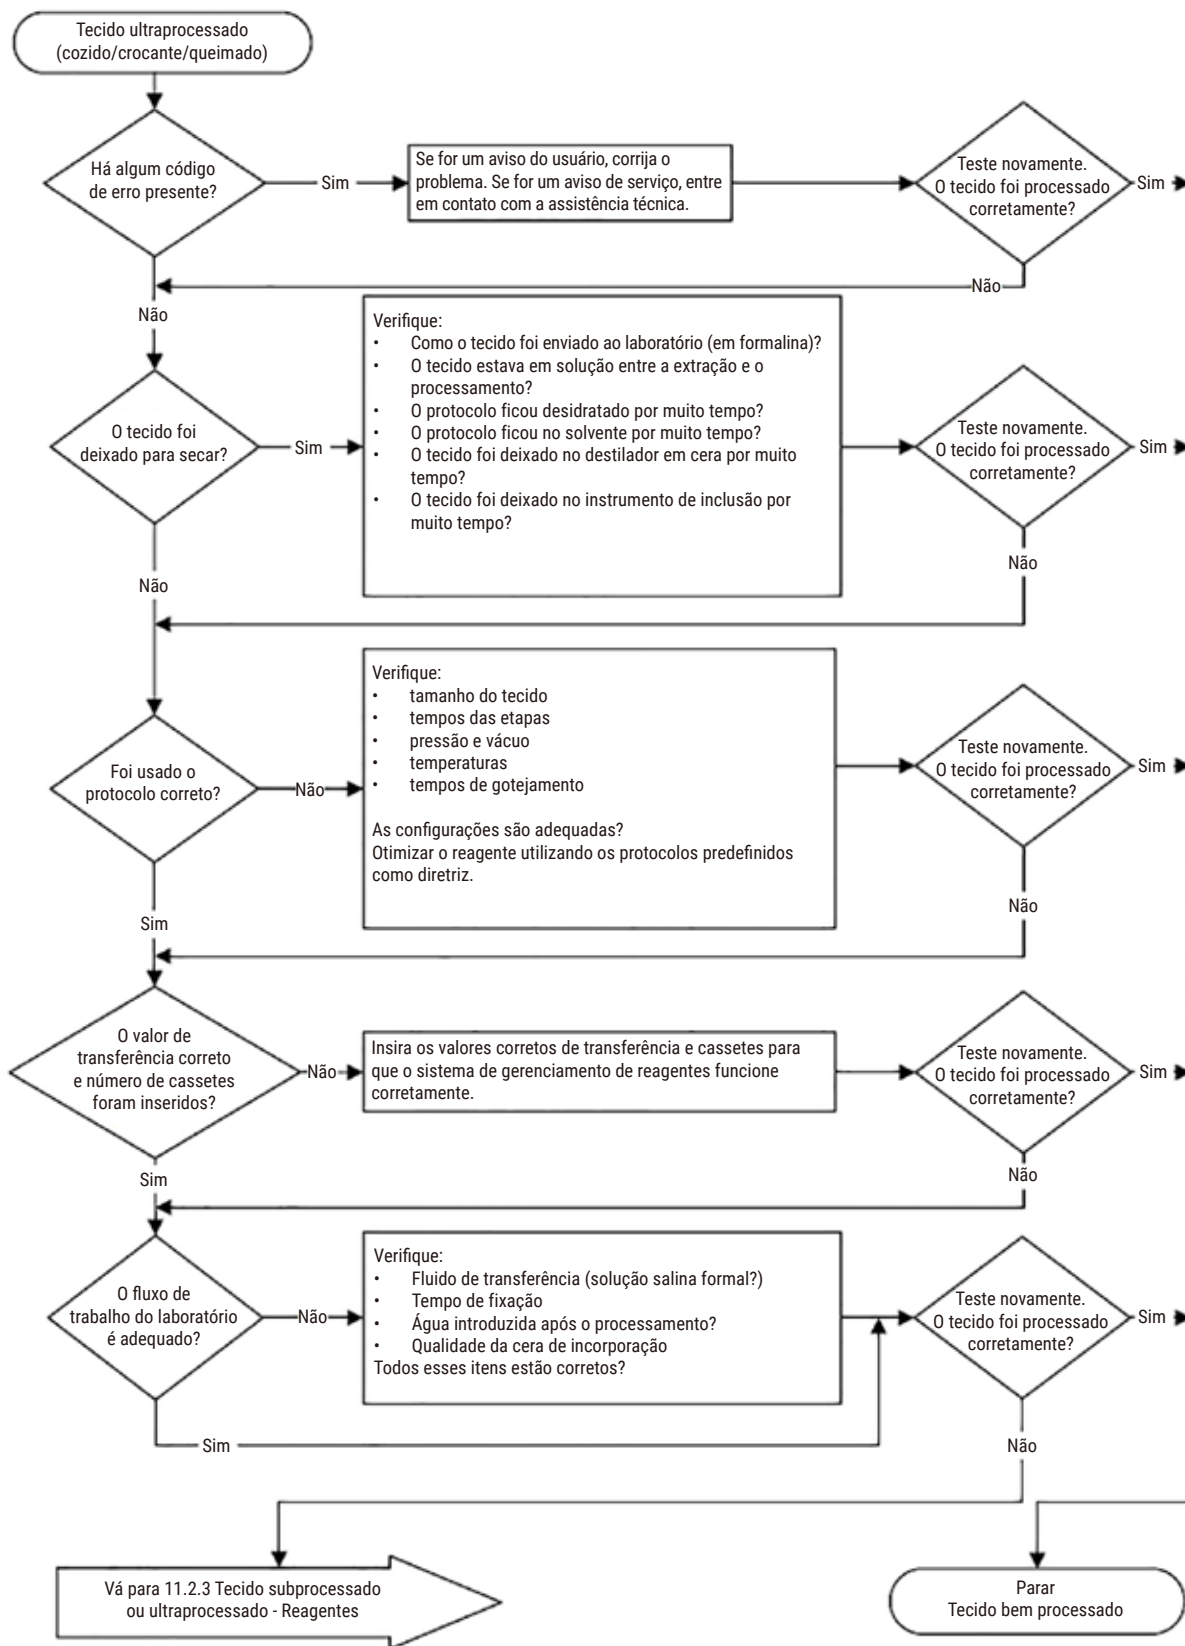 Tecido ultraprocessado
(cozido/crocante/queimado)
Há algum código
de erro presente?
Sim
Se for um aviso do usuário, corrija o
problema. Se for um aviso de serviço, entre
em contato com a assistência técnica.
Teste novamente.
O tecido foi processado
corretamente?
Sim
Não
Não
O tecido foi
deixado para secar?
Sim
Verifique:
• Como o tecido foi enviado ao laboratório (em formalina)?
• O tecido estava em solução entre a extração e o
processamento?
• O protocolo ficou desidratado por muito tempo?
• O protocolo ficou no solvente por muito tempo?
• O tecido foi deixado no destilador em cera por muito
tempo?
• O tecido foi deixado no instrumento de inclusão por
muito tempo?
Teste novamente.
O tecido foi processado
corretamente?
Sim
Não
Não
Foi usado o
protocolo correto?
Não
Verifique:
• tamanho do tecido
• tempos das etapas
• pressão e vácuo
• temperaturas
• tempos de gotejamento
As configurações são adequadas?
Otimizar o reagente utilizando os protocolos predefinidos
como diretriz.
Teste novamente.
O tecido foi processado
corretamente?
Sim
Não
Sim
O valor de
transferência correto
e número de cassetes
foram inseridos?
Não
Insira os valores corretos de transferência e cassetes para
que o sistema de gerenciamento de reagentes funcione
corretamente.
Teste novamente.
O tecido foi processado
corretamente?
Sim
Não
Sim
O fluxo de
trabalho do laboratório
é adequado?
Não
Verifique:
• Fluido de transferência (solução salina formal?)
• Tempo de fixação
• Água introduzida após o processamento?
• Qualidade da cera de incorporação
Todos esses itens estão corretos?
Teste novamente.
O tecido foi processado
corretamente?
Sim
Sim
Não
Vá para 11.2.3 Tecido subprocessado
ou ultraprocessado - Reagentes
Parar
Tecido bem processado